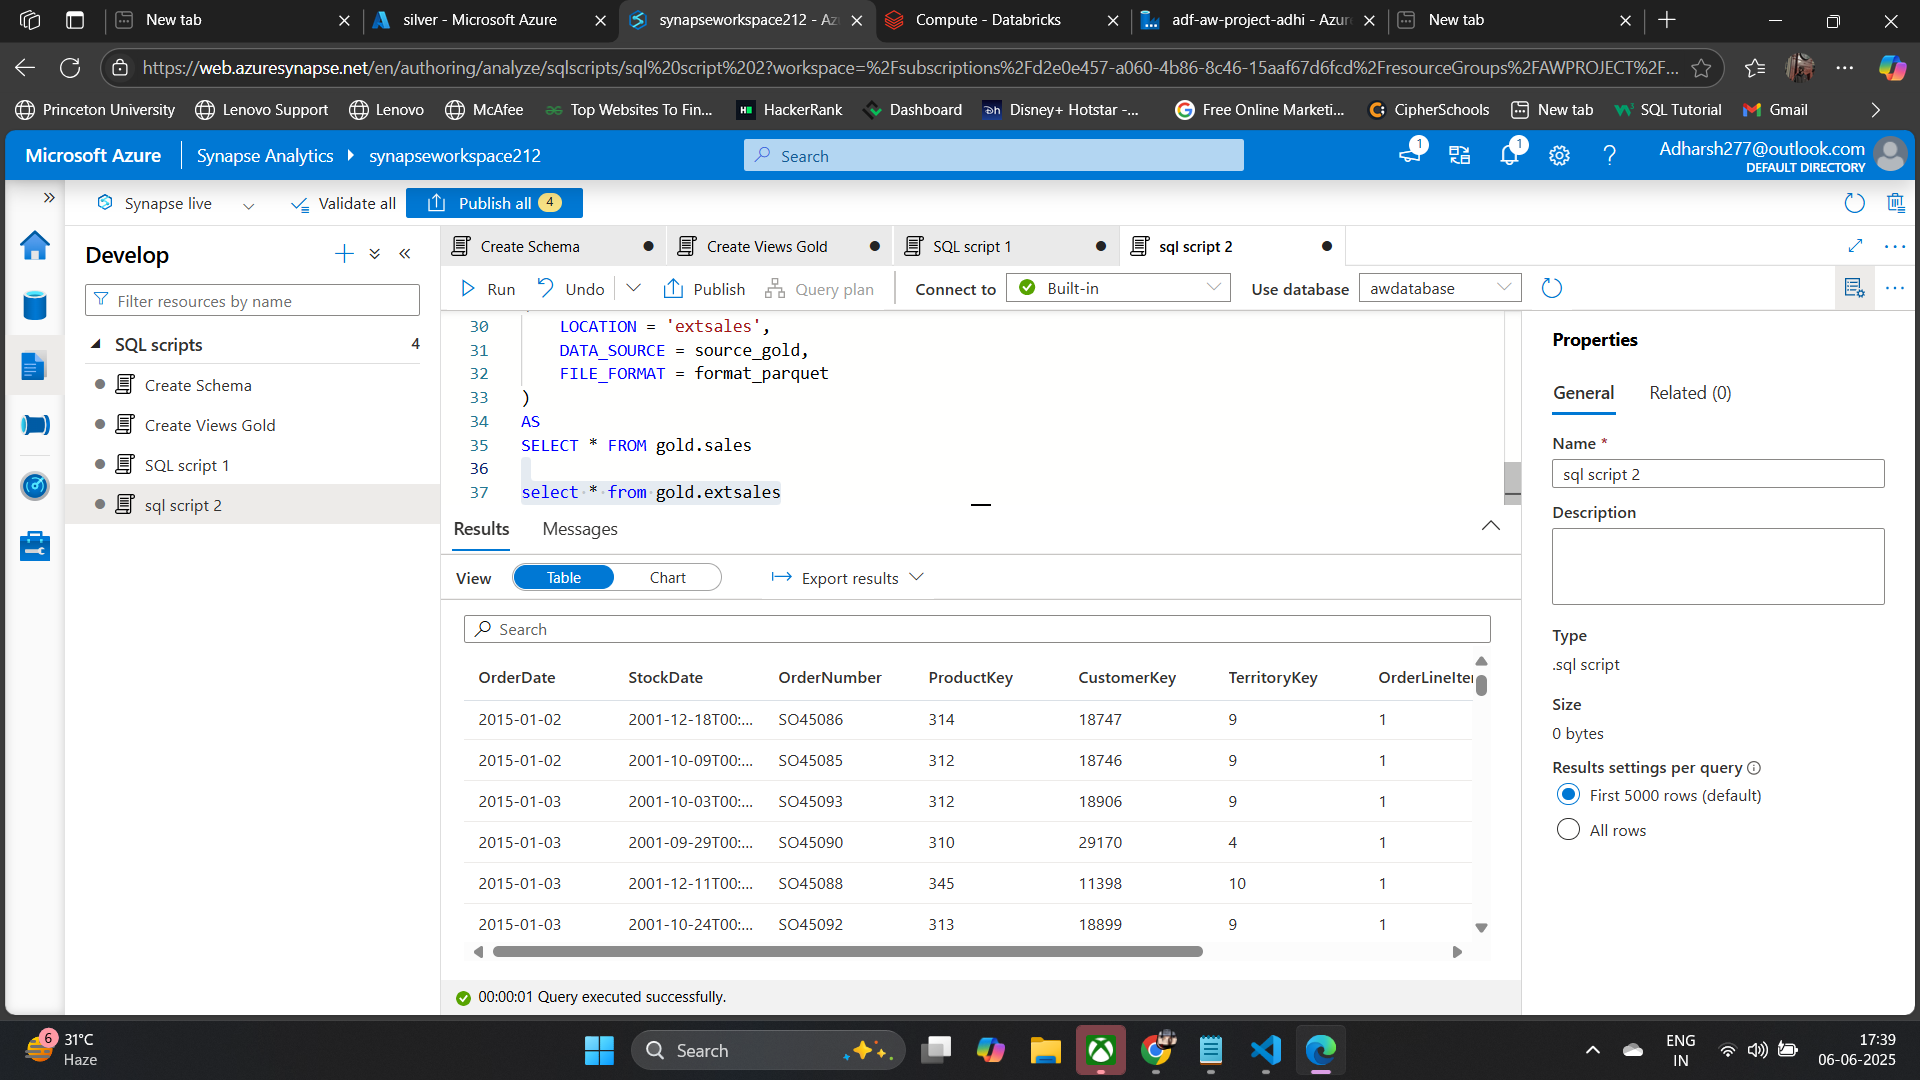 New tab
silver - Microsoft Azure
synapseworkspace212 - Az
Compute - Databricks
adf-aw-project-adhi - Azur
New tab
https://web.azuresynapse.net/en/authoring/analyze/sqlscripts/sql%20script%202?workspace=%2Fsubscriptions%2Fd2e0e457-a060-4b86-8c46-15aaf67d6fcd%2FresourceGroups%2FAWPROJECT%2F...
Princeton University
Lenovo Support
Lenovo
McAfee
Top Websites To Fin...
HackerRank
Dashboard
Disney+ Hotstar -...
Free Online Marketi...
CipherSchools
New tab
SQL Tutorial
Gmail
Microsoft Azure
Synapse Analytics
synapseworkspace212
Search
1
1
Adharsh277@outlook.com
DEFAULT DIRECTORY
Synapse live
Validate all
Publish all 4
Develop
Filter resources by name
SQL scripts 4
Create Schema
Create Views Gold
SQL script 1
sql script 2
Create Schema
Create Views Gold
SQL script 1
sql script 2
Run
Undo
Publish
Query plan
Connect to
Built-in
Use database
awdatabase
30 LOCATION = 'extsales',
31 DATA_SOURCE = source_gold,
32 FILE_FORMAT = format_parquet
33 )
34 AS
35 SELECT * FROM gold.sales
36
37 select * from gold.extsales
Results
Messages
View
Table
Chart
Export results
Search
OrderDate StockDate OrderNumber ProductKey CustomerKey TerritoryKey OrderLineIter
2015-01-02 2001-12-18T00:... SO45086 314 18747 9 1
2015-01-02 2001-10-09T00:... SO45085 312 18746 9 1
2015-01-03 2001-10-03T00:... SO45093 312 18906 9 1
2015-01-03 2001-09-29T00:... SO45090 310 29170 4 1
2015-01-03 2001-12-11T00:... SO45088 345 11398 10 1
2015-01-03 2001-10-24T00:... SO45092 313 18899 9 1
00:00:01 Query executed successfully.
Properties
General
Related (0)
Name *
sql script 2
Description
Type
.sql script
Size
0 bytes
Results settings per query
First 5000 rows (default)
All rows
6
31°C
Haze
Search
ENG
IN
17:39
06-06-2025